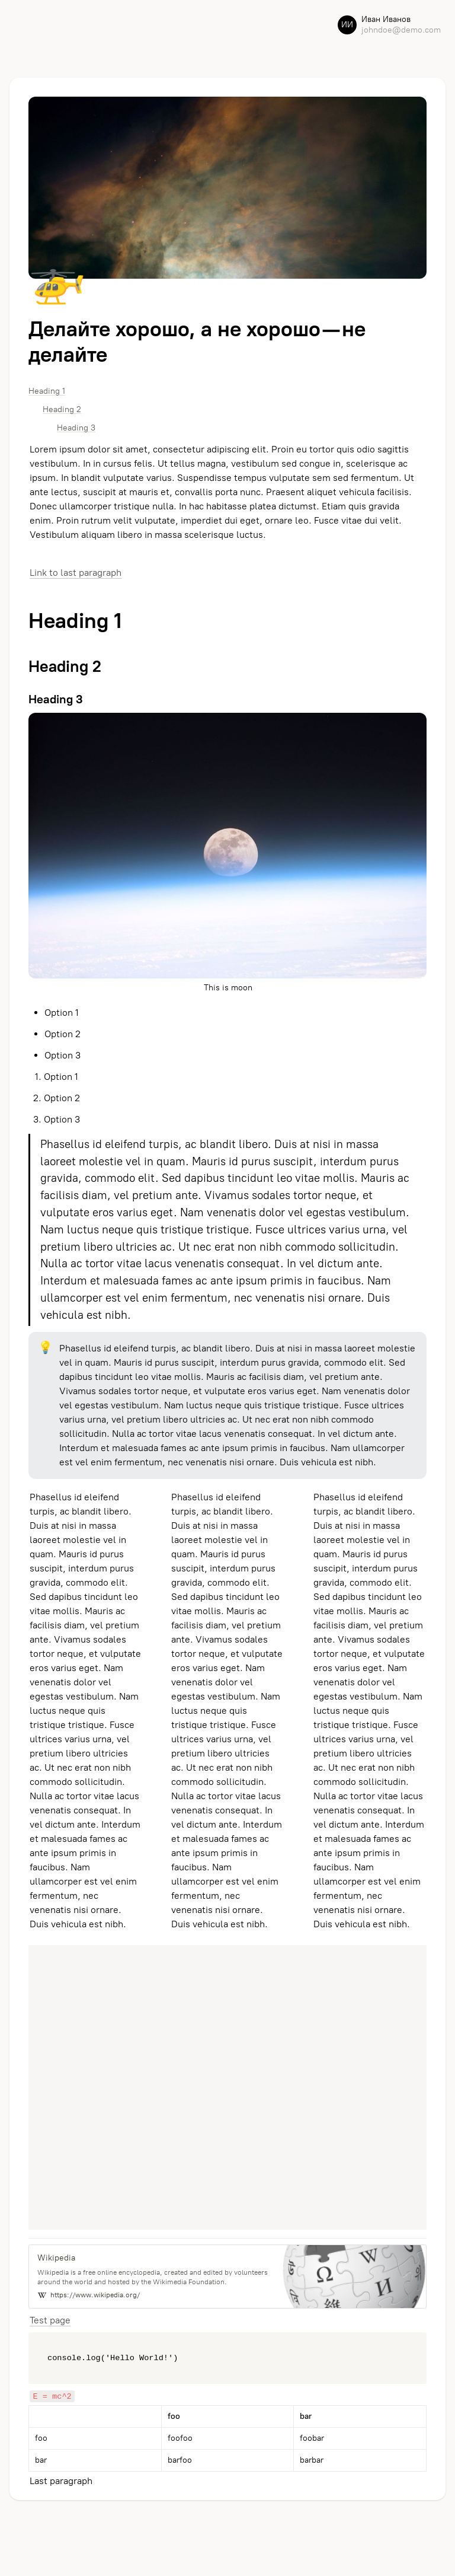 ИИ
Иван Иванов
johndoe@demo.com
Делайте хорошо, а не хорошо — не
делайте
Heading 1
Heading 2
Heading 3
Lorem ipsum dolor sit amet, consectetur adipiscing elit. Proin eu tortor quis odio sagittis
vestibulum. In in cursus felis. Ut tellus magna, vestibulum sed congue in, scelerisque ac
ipsum. In blandit vulputate varius. Suspendisse tempus vulputate sem sed fermentum. Ut
ante lectus, suscipit at mauris et, convallis porta nunc. Praesent aliquet vehicula facilisis.
Donec ullamcorper tristique nulla. In hac habitasse platea dictumst. Etiam quis gravida
enim. Proin rutrum velit vulputate, imperdiet dui eget, ornare leo. Fusce vitae dui velit.
Vestibulum aliquam libero in massa scelerisque luctus.
Link to last paragraph
Heading 1
Heading 2
Heading 3
This is moon
• Option 1
• Option 2
• Option 3
1. Option 1
2. Option 2
3. Option 3
Phasellus id eleifend turpis, ac blandit libero. Duis at nisi in massa
laoreet molestie vel in quam. Mauris id purus suscipit, interdum purus
gravida, commodo elit. Sed dapibus tincidunt leo vitae mollis. Mauris ac
facilisis diam, vel pretium ante. Vivamus sodales tortor neque, et
vulputate eros varius eget. Nam venenatis dolor vel egestas vestibulum.
Nam luctus neque quis tristique tristique. Fusce ultrices varius urna, vel
pretium libero ultricies ac. Ut nec erat non nibh commodo sollicitudin.
Nulla ac tortor vitae lacus venenatis consequat. In vel dictum ante.
Interdum et malesuada fames ac ante ipsum primis in faucibus. Nam
ullamcorper est vel enim fermentum, nec venenatis nisi ornare. Duis
vehicula est nibh.
Phasellus id eleifend turpis, ac blandit libero. Duis at nisi in massa laoreet molestie
vel in quam. Mauris id purus suscipit, interdum purus gravida, commodo elit. Sed
dapibus tincidunt leo vitae mollis. Mauris ac facilisis diam, vel pretium ante.
Vivamus sodales tortor neque, et vulputate eros varius eget. Nam venenatis dolor
vel egestas vestibulum. Nam luctus neque quis tristique tristique. Fusce ultrices
varius urna, vel pretium libero ultricies ac. Ut nec erat non nibh commodo
sollicitudin. Nulla ac tortor vitae lacus venenatis consequat. In vel dictum ante.
Interdum et malesuada fames ac ante ipsum primis in faucibus. Nam ullamcorper
est vel enim fermentum, nec venenatis nisi ornare. Duis vehicula est nibh.
Phasellus id eleifend
turpis, ac blandit libero.
Duis at nisi in massa
laoreet molestie vel in
quam. Mauris id purus
suscipit, interdum purus
gravida, commodo elit.
Sed dapibus tincidunt leo
vitae mollis. Mauris ac
facilisis diam, vel pretium
ante. Vivamus sodales
tortor neque, et vulputate
eros varius eget. Nam
venenatis dolor vel
egestas vestibulum. Nam
luctus neque quis
tristique tristique. Fusce
ultrices varius urna, vel
pretium libero ultricies
ac. Ut nec erat non nibh
commodo sollicitudin.
Nulla ac tortor vitae lacus
venenatis consequat. In
vel dictum ante. Interdum
et malesuada fames ac
ante ipsum primis in
faucibus. Nam
ullamcorper est vel enim
fermentum, nec
venenatis nisi ornare.
Duis vehicula est nibh.
Phasellus id eleifend
turpis, ac blandit libero.
Duis at nisi in massa
laoreet molestie vel in
quam. Mauris id purus
suscipit, interdum purus
gravida, commodo elit.
Sed dapibus tincidunt leo
vitae mollis. Mauris ac
facilisis diam, vel pretium
ante. Vivamus sodales
tortor neque, et vulputate
eros varius eget. Nam
venenatis dolor vel
egestas vestibulum. Nam
luctus neque quis
tristique tristique. Fusce
ultrices varius urna, vel
pretium libero ultricies
ac. Ut nec erat non nibh
commodo sollicitudin.
Nulla ac tortor vitae lacus
venenatis consequat. In
vel dictum ante. Interdum
et malesuada fames ac
ante ipsum primis in
faucibus. Nam
ullamcorper est vel enim
fermentum, nec
venenatis nisi ornare.
Duis vehicula est nibh.
Phasellus id eleifend
turpis, ac blandit libero.
Duis at nisi in massa
laoreet molestie vel in
quam. Mauris id purus
suscipit, interdum purus
gravida, commodo elit.
Sed dapibus tincidunt leo
vitae mollis. Mauris ac
facilisis diam, vel pretium
ante. Vivamus sodales
tortor neque, et vulputate
eros varius eget. Nam
venenatis dolor vel
egestas vestibulum. Nam
luctus neque quis
tristique tristique. Fusce
ultrices varius urna, vel
pretium libero ultricies
ac. Ut nec erat non nibh
commodo sollicitudin.
Nulla ac tortor vitae lacus
venenatis consequat. In
vel dictum ante. Interdum
et malesuada fames ac
ante ipsum primis in
faucibus. Nam
ullamcorper est vel enim
fermentum, nec
venenatis nisi ornare.
Duis vehicula est nibh.
Wikipedia
Wikipedia is a free online encyclopedia, created and edited by volunteers
around the world and hosted by the Wikimedia Foundation.
W https://www.wikipedia.org/
Ω W И 維
Test page
console.log('Hello World!')
E = mc^2
foo bar
foo foofoo foobar
bar barfoo barbar
Last paragraph